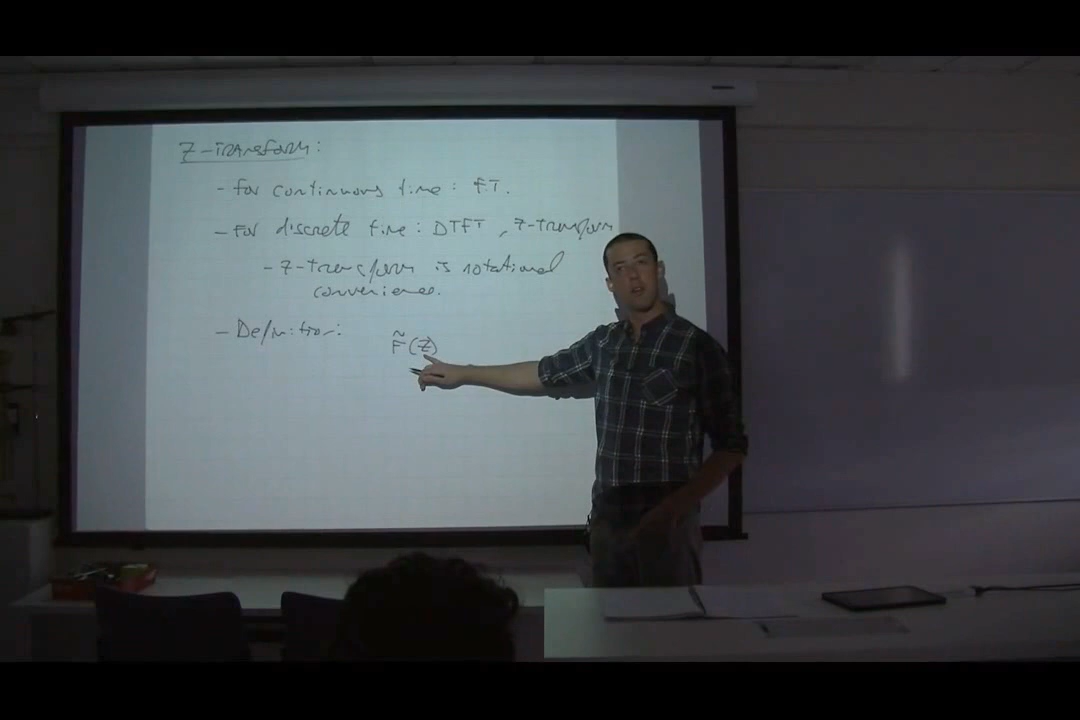 Z-Transform:
- For continuous time: FT.
- For discrete time: DTFT, Z-Transform
- Z-transform is notational
convenience.
- Definition:
F̃(Z)